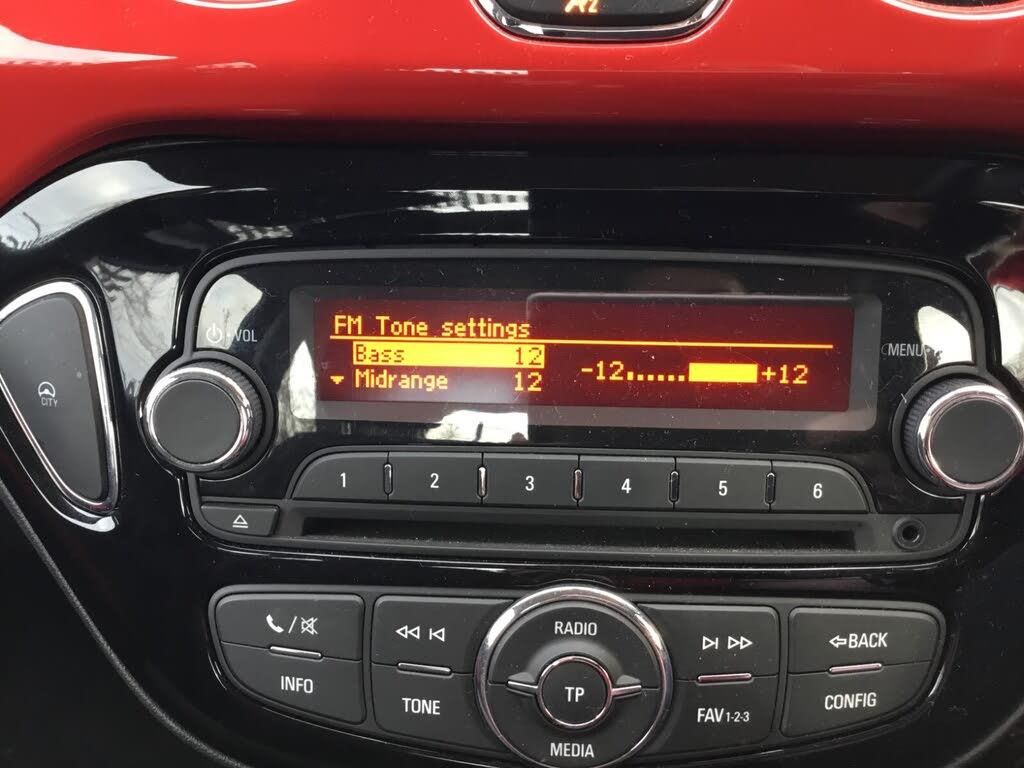 VOL
MENU
FM Tone settings
Bass 12
Midrange 12
-12......+12
CITY
1 2 3 4 5 6
RADIO
BACK
INFO
TONE
TP
FAV 1-2-3
CONFIG
MEDIA